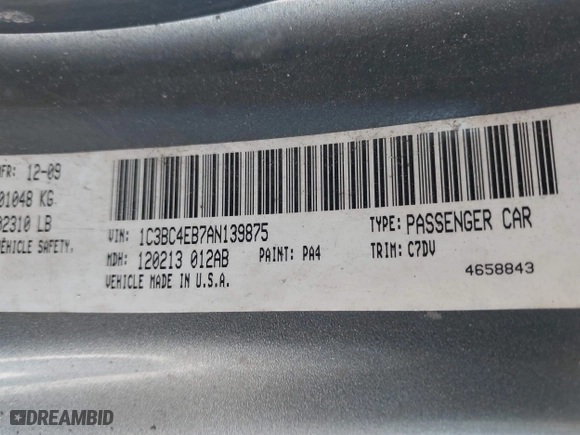 MFR: 12-09
01048 KG
02310 LB
VEHICLE SAFETY,
VIN: 1C3BC4EB7AN139875
TYPE: PASSENGER CAR
MDH: 120213 012AB
PAINT: PA4
TRIM: C7DV
VEHICLE MADE IN U.S.A.
4658843
DREAMBID